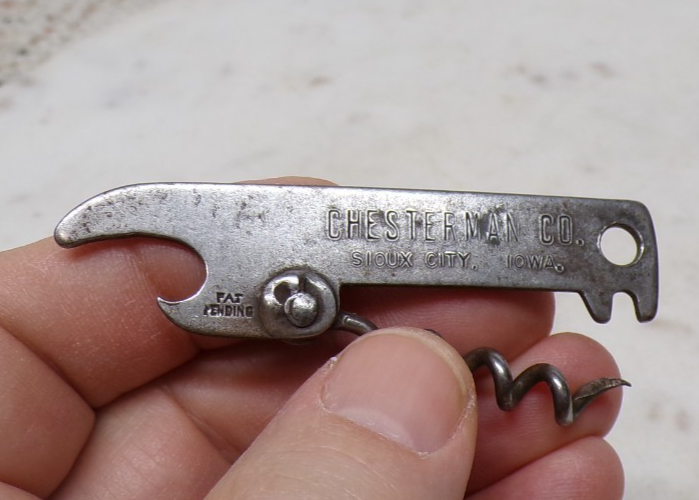 CHESTERMAN CO.
SIOUX CITY, IOWA.
PAT
PENDING